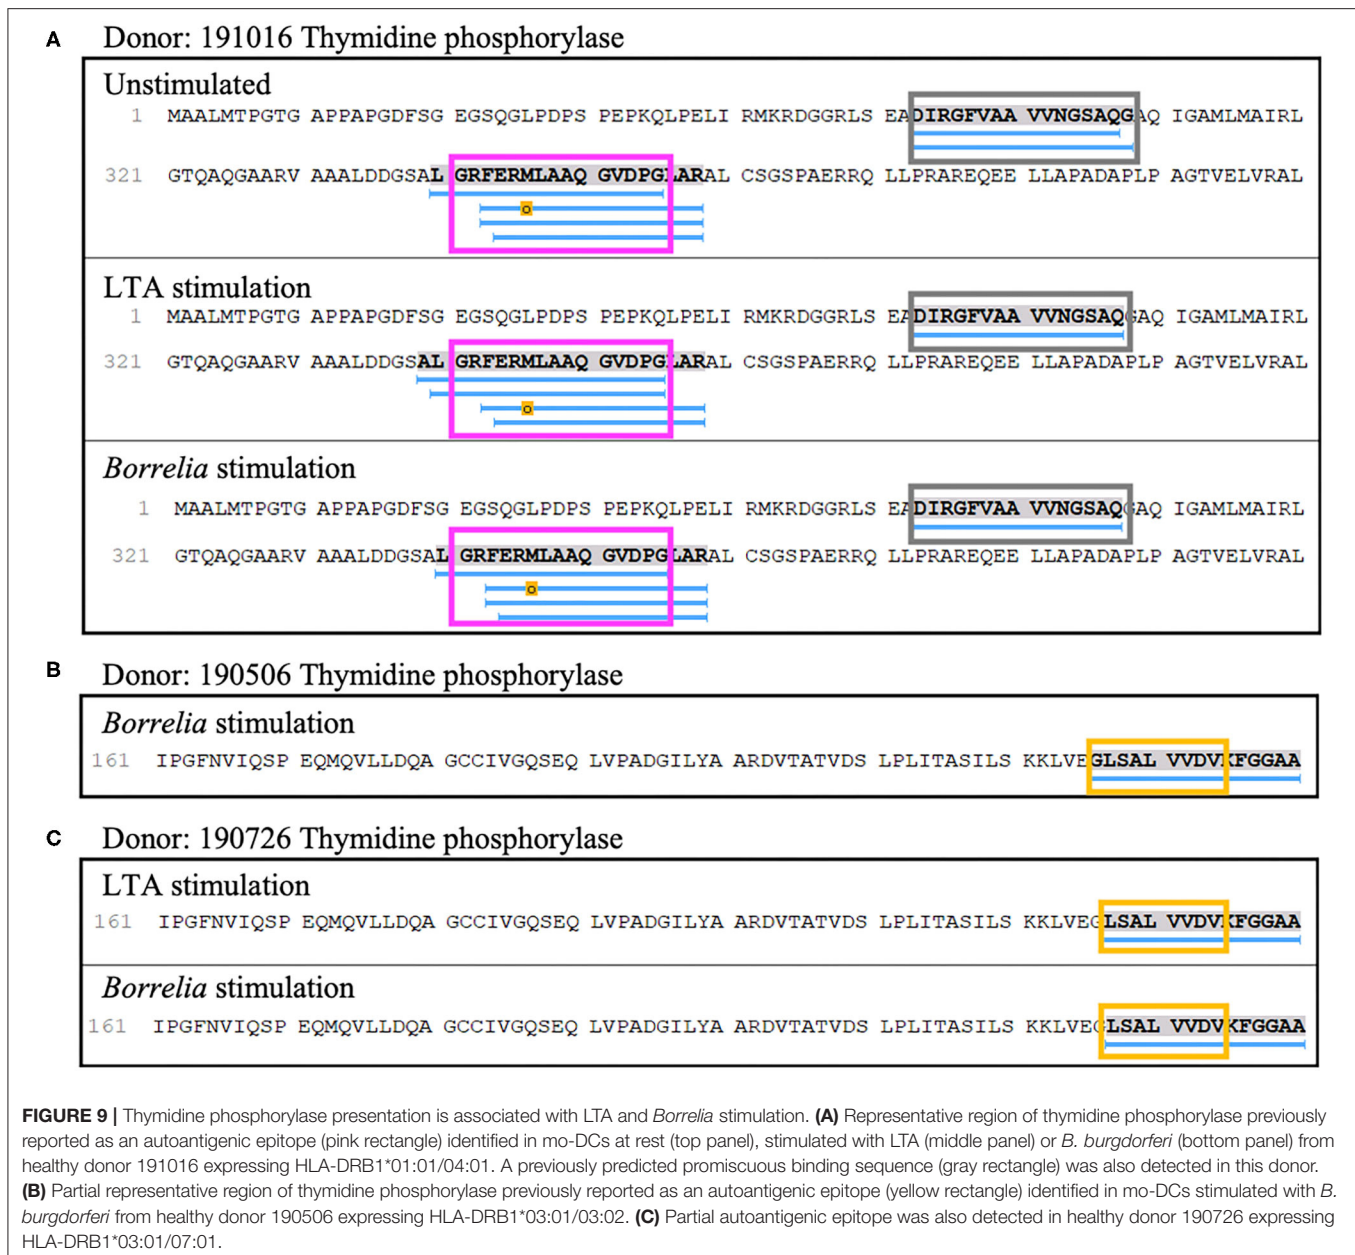 A Donor: 191016 Thymidine phosphorylase
Unstimulated
1 MAALMTPGTG APPAPGDFSG EGSQGLPDPS PEPKQLPELI RMKRDGGRLS EADIRGFVAA VVNGSAQGAQ IGAMLMAIRL
321 GTQAQGAARV AAALDDGSAL GRFERMLAAQ GVDPGLARAL CSGSPAERRQ LLPRAREQEE LLAPADAPLP AGTVELVRAL
o
LTA stimulation
1 MAALMTPGTG APPAPGDFSG EGSQGLPDPS PEPKQLPELI RMKRDGGRLS EADIRGFVAA VVNGSAQGAQ IGAMLMAIRL
321 GTQAQGAARV AAALDDGSAL GRFERMLAAQ GVDPGLARAL CSGSPAERRQ LLPRAREQEE LLAPADAPLP AGTVELVRAL
o
Borrelia stimulation
1 MAALMTPGTG APPAPGDFSG EGSQGLPDPS PEPKQLPELI RMKRDGGRLS EADIRGFVAA VVNGSAQGAQ IGAMLMAIRL
321 GTQAQGAARV AAALDDGSAL GRFERMLAAQ GVDPGLARAL CSGSPAERRQ LLPRAREQEE LLAPADAPLP AGTVELVRAL
o
B Donor: 190506 Thymidine phosphorylase
Borrelia stimulation
161 IPGFNVIQSP EQMQVLLDQA GCCIVGQSEQ LVPADGILYA ARDVTATVDS LPLITASILS KKLVEGLSAL VVDVKFGGAA
C Donor: 190726 Thymidine phosphorylase
LTA stimulation
161 IPGFNVIQSP EQMQVLLDQA GCCIVGQSEQ LVPADGILYA ARDVTATVDS LPLITASILS KKLVEGLSAL VVDVKFGGAA
Borrelia stimulation
161 IPGFNVIQSP EQMQVLLDQA GCCIVGQSEQ LVPADGILYA ARDVTATVDS LPLITASILS KKLVEGLSAL VVDVKFGGAA
FIGURE 9 | Thymidine phosphorylase presentation is associated with LTA and Borrelia stimulation. (A) Representative region of thymidine phosphorylase previously
reported as an autoantigenic epitope (pink rectangle) identified in mo-DCs at rest (top panel), stimulated with LTA (middle panel) or B. burgdorferi (bottom panel) from
healthy donor 191016 expressing HLA-DRB1*01:01/04:01. A previously predicted promiscuous binding sequence (gray rectangle) was also detected in this donor.
(B) Partial representative region of thymidine phosphorylase previously reported as an autoantigenic epitope (yellow rectangle) identified in mo-DCs stimulated with B.
burgdorferi from healthy donor 190506 expressing HLA-DRB1*03:01/03:02. (C) Partial autoantigenic epitope was also detected in healthy donor 190726 expressing
HLA-DRB1*03:01/07:01.